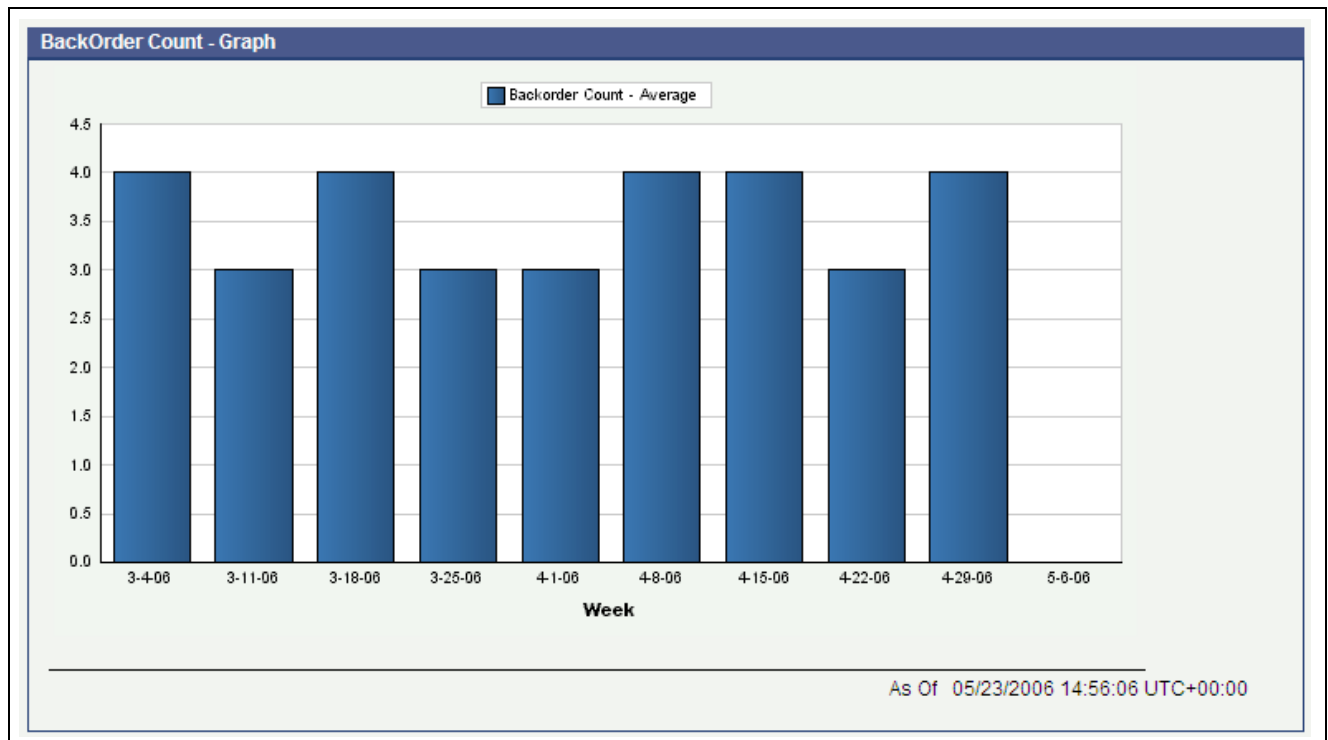 BackOrder Count - Graph
Backorder Count - Average
4.5
4.0
3.5
3.0
2.5
2.0
1.5
1.0
0.5
0.0
3-4-06 3-11-06 3-18-06 3-25-06 4-1-06 4-8-06 4-15-06 4-22-06 4-29-06 5-6-06
Week
As Of 05/23/2006 14:56:06 UTC+00:00